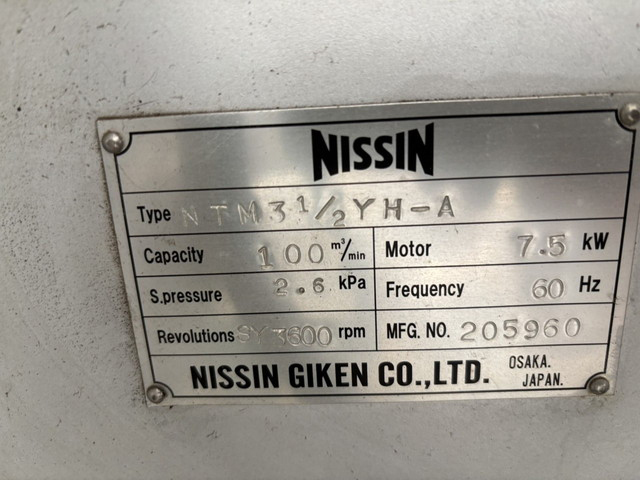 NISSIN
Type NTM3 1/2 YH-A
Capacity 100 m³/min Motor 7.5 kW
S.pressure 2.6 kPa Frequency 60 Hz
Revolutions SY3600 rpm MFG. NO. 205960
NISSIN GIKEN CO.,LTD. OSAKA. JAPAN.